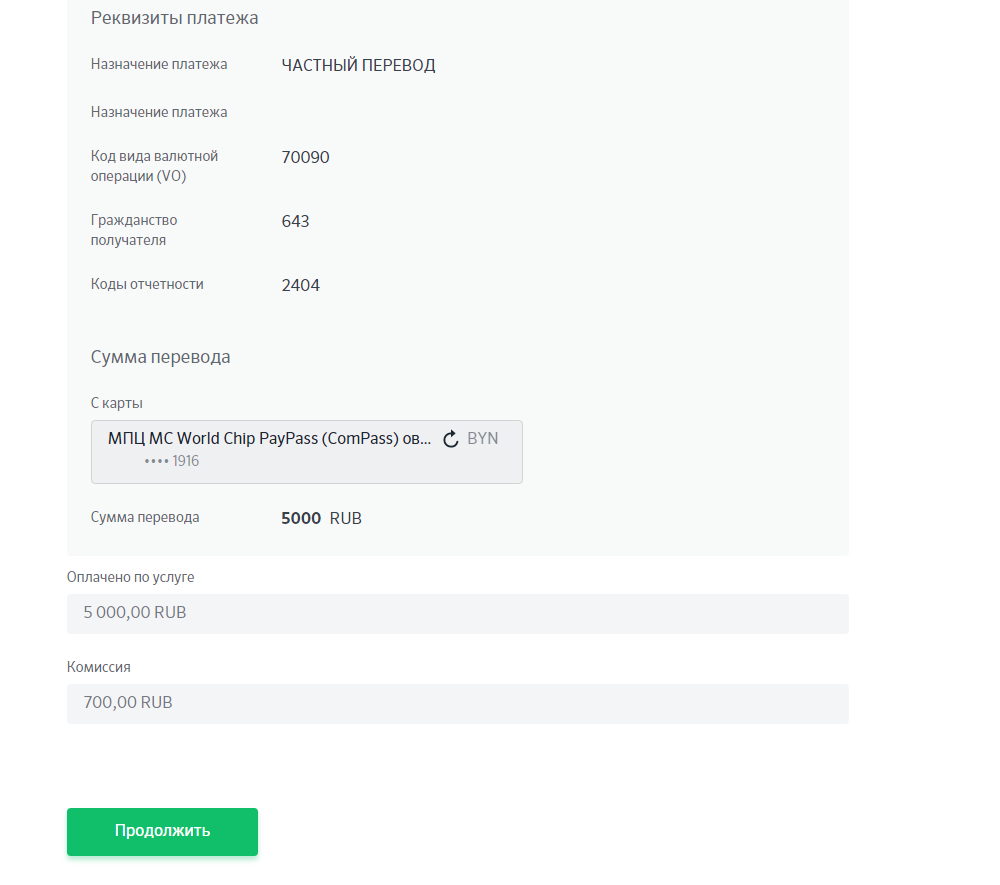 Реквизиты платежа
Назначение платежа
ЧАСТНЫЙ ПЕРЕВОД
Назначение платежа
Код вида валютной
операции (VO)
70090
Гражданство
получателя
643
Коды отчетности
2404
Сумма перевода
С карты
МПЦ MC World Chip PayPass (ComPass) ов... BYN
•••• 1916
Сумма перевода
5000 RUB
Оплачено по услуге
5 000,00 RUB
Комиссия
700,00 RUB
Продолжить